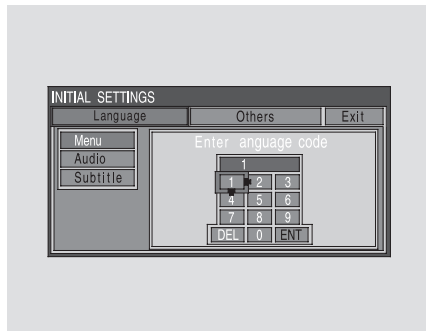 INITIAL SETTINGS
Language Others Exit
Menu
Audio
Subtitle
Enter anguage code
1
1 2 3
4 5 6
7 8 9
DEL 0 ENT